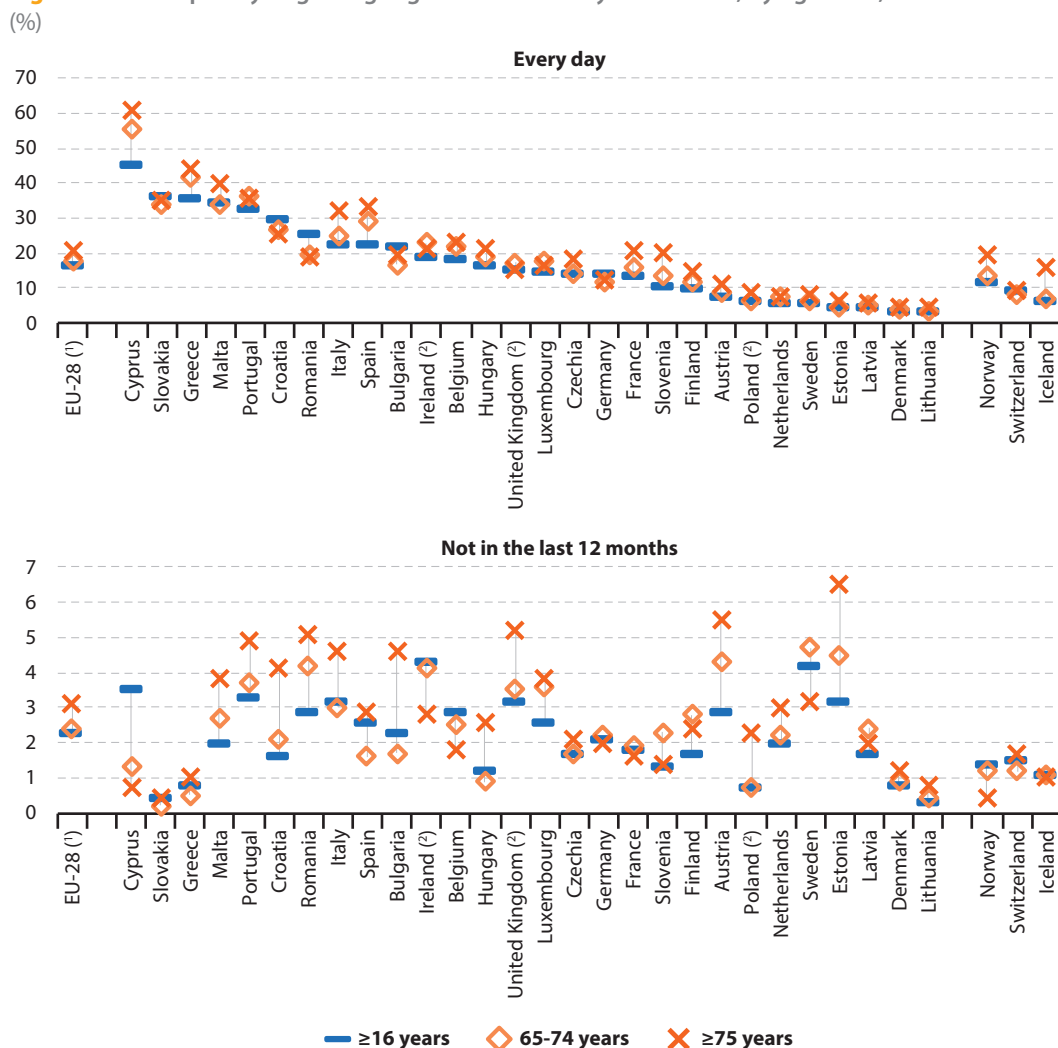 (%)
Every day
70
60
50
40
30
20
10
0
EU-28 (¹)
Cyprus
Slovakia
Greece
Malta
Portugal
Croatia
Romania
Italy
Spain
Bulgaria
Ireland (²)
Belgium
Hungary
United Kingdom (²)
Luxembourg
Czechia
Germany
France
Slovenia
Finland
Austria
Poland (²)
Netherlands
Sweden
Estonia
Latvia
Denmark
Lithuania
Norway
Switzerland
Iceland
Not in the last 12 months
7
6
5
4
3
2
1
0
EU-28 (¹)
Cyprus
Slovakia
Greece
Malta
Portugal
Croatia
Romania
Italy
Spain
Bulgaria
Ireland (²)
Belgium
Hungary
United Kingdom (²)
Luxembourg
Czechia
Germany
France
Slovenia
Finland
Austria
Poland (²)
Netherlands
Sweden
Estonia
Latvia
Denmark
Lithuania
Norway
Switzerland
Iceland
≥16 years 65-74 years ≥75 years